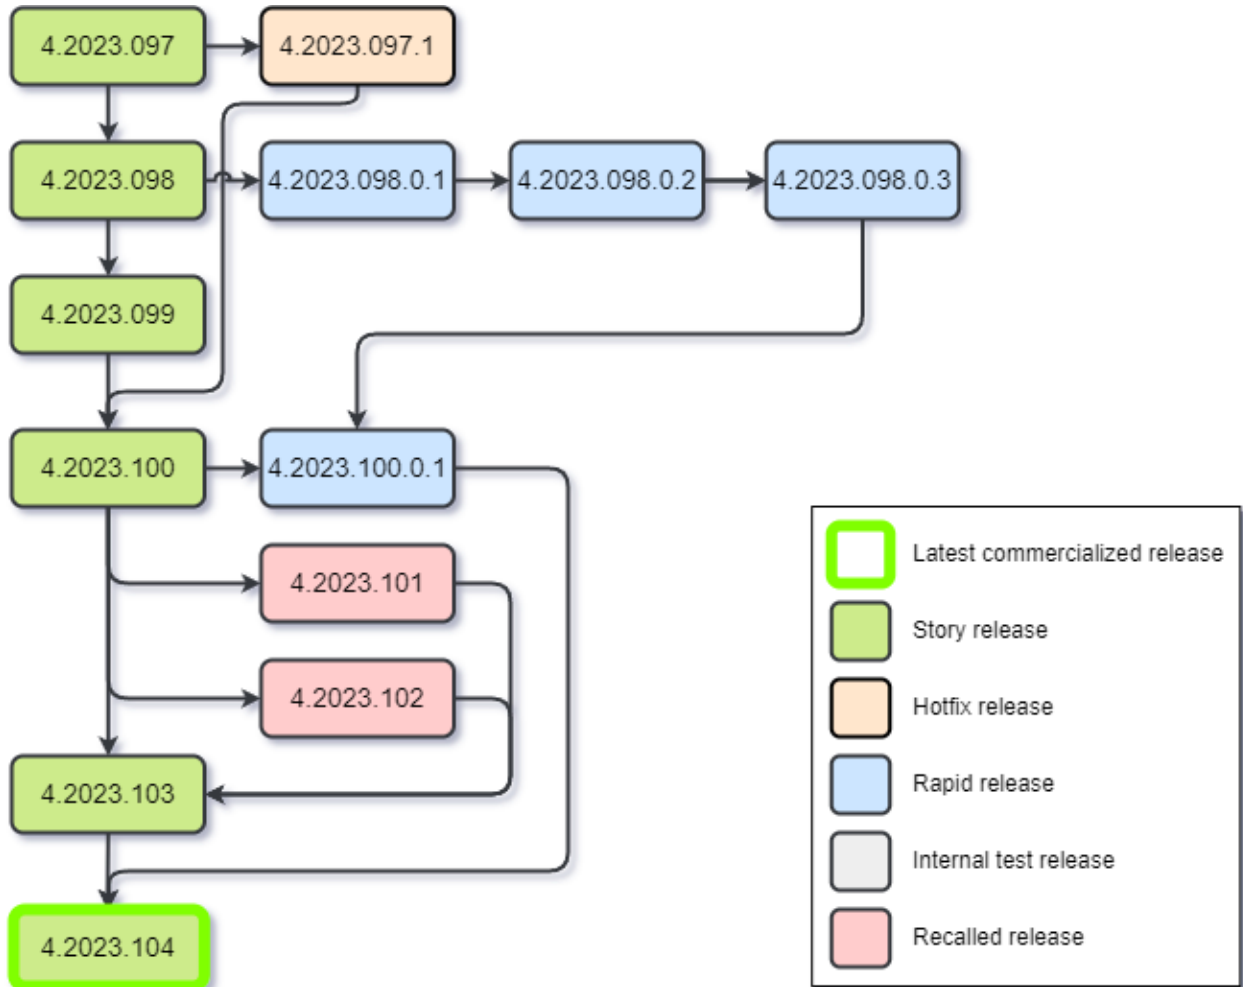 4.2023.097
4.2023.097.1
4.2023.098
4.2023.098.0.1
4.2023.098.0.2
4.2023.098.0.3
4.2023.099
4.2023.100
4.2023.100.0.1
4.2023.101
4.2023.102
4.2023.103
4.2023.104
Latest commercialized release
Story release
Hotfix release
Rapid release
Internal test release
Recalled release